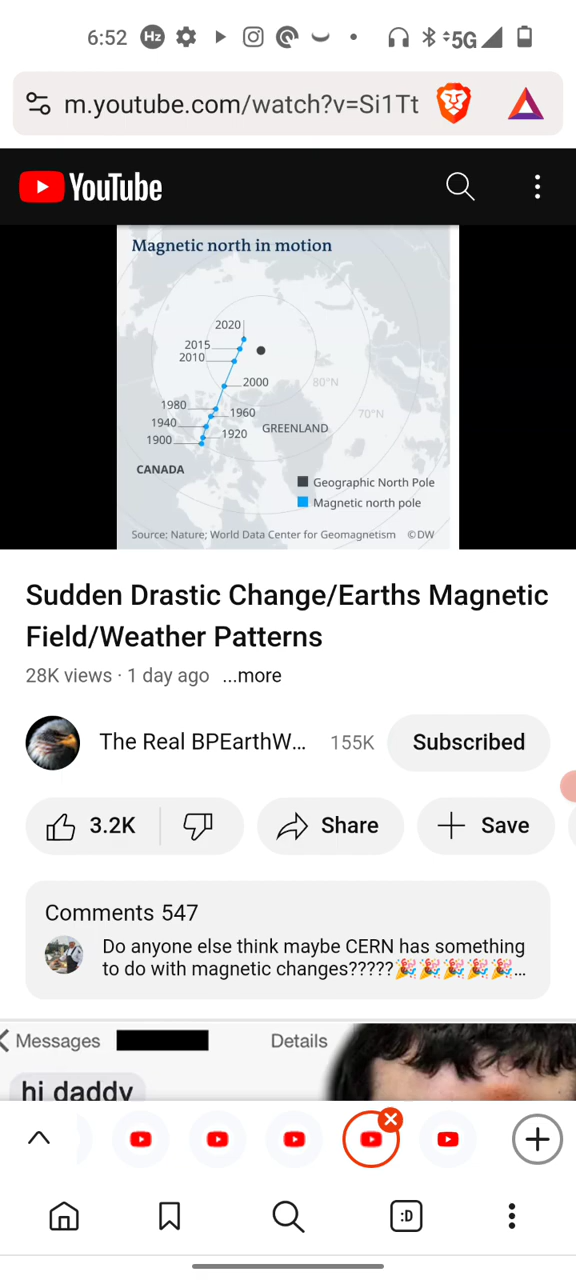 6:52 Hz 5G
m.youtube.com/watch?v=Si1Tt
YouTube
Magnetic north in motion
2020
2015
2010
2000
80°N
1980
1960
70°N
1940
GREENLAND
1920
1900
CANADA
Geographic North Pole
Magnetic north pole
Source: Nature; World Data Center for Geomagnetism ©DW
Sudden Drastic Change/Earths Magnetic
Field/Weather Patterns
28K views · 1 day ago ...more
The Real BPEarthW... 155K Subscribed
3.2K Share Save
Comments 547
Do anyone else think maybe CERN has something
to do with magnetic changes?????🎉🎉🎉🎉🎉...
Messages Details
hi daddy
:D